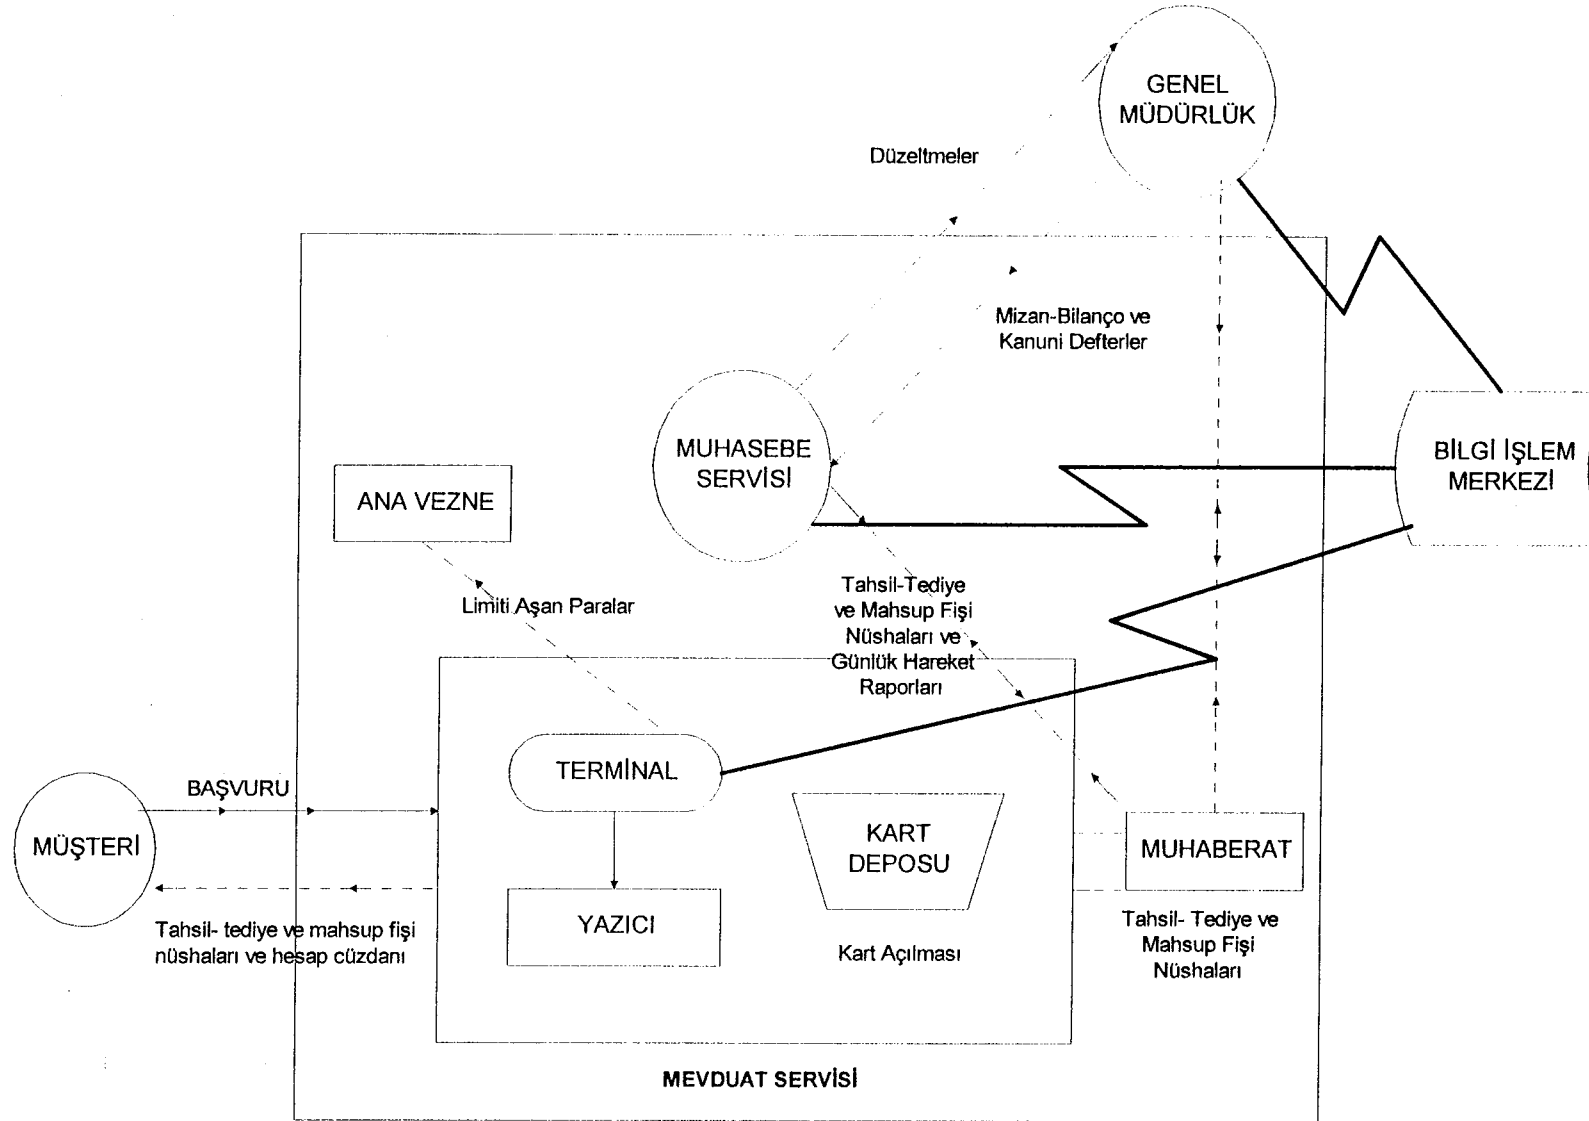 GENEL
MÜDÜRLÜK
Düzeltmeler
Mizan-Bilanço ve
Kanuni Defterler
MUHASEBE
SERVİSİ
BİLGİ İŞLEM
MERKEZİ
ANA VEZNE
Limiti Aşan Paralar
Tahsil-Tediye
ve Mahsup Fişi
Nüshaları ve
Günlük Hareket
Raporları
TERMİNAL
BAŞVURU
MÜŞTERİ
KART
DEPOSU
MUHABERAT
YAZICI
Kart Açılması
Tahsil- tediye ve mahsup fişi
nüshaları ve hesap cüzdanı
Tahsil- Tediye ve
Mahsup Fişi
Nüshaları
MEVDUAT SERVİSİ